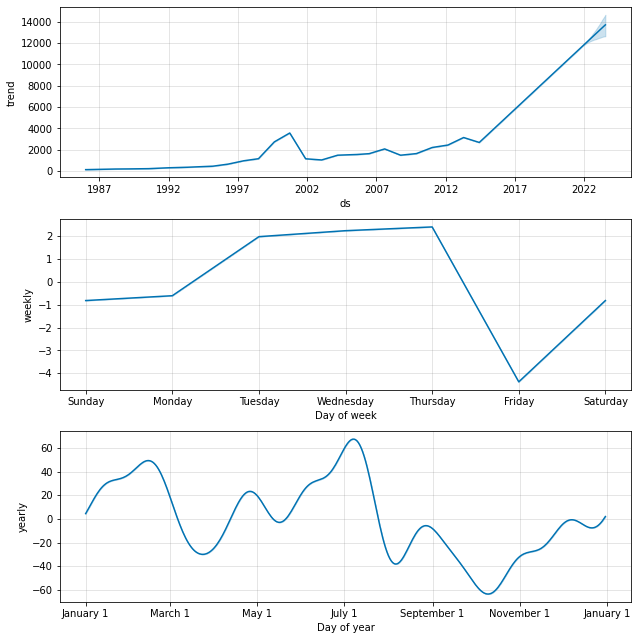 14000
12000
10000
8000
6000
4000
2000
0
trend
1987 1992 1997 2002 2007 2012 2017 2022
ds
2
1
0
−1
−2
−3
−4
weekly
Sunday Monday Tuesday Wednesday Thursday Friday Saturday
Day of week
60
40
20
0
−20
−40
−60
yearly
January 1 March 1 May 1 July 1 September 1 November 1 January 1
Day of year